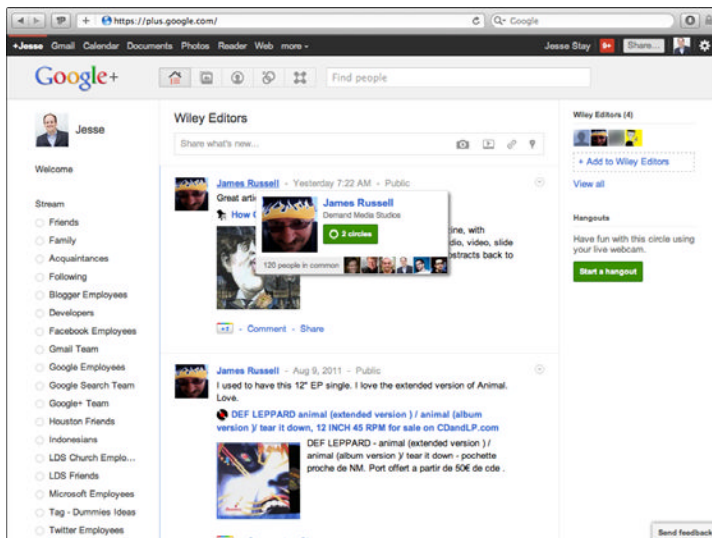 https://plus.google.com/
Google
+Jesse Gmail Calendar Documents Photos Reader Web more
Jesse Stay 9+ Share...
Google+
Find people
Jesse
Welcome
Stream
Friends
Family
Acquaintances
Following
Blogger Employees
Developers
Facebook Employees
Gmail Team
Google Employees
Google Search Team
Google+ Team
Houston Friends
Indonesians
LDS Church Emplo...
LDS Friends
Microsoft Employees
Tag - Dummies Ideas
Twitter Employees
Wiley Editors
Share what's new...
James Russell - Yesterday 7:22 AM - Public
Great
James Russell
Demand Media Studios
2 circles
120 people in common
How
ine, with
dio, video, slide
bstracts back to
+1 - Comment - Share
James Russell - Aug 9, 2011 - Public
I used to have this 12" EP single. I love the extended version of Animal.
Love.
DEF LEPPARD animal (extended version ) / animal (album
version )/ tear it down, 12 INCH 45 RPM for sale on CDandLP.com
DEF LEPPARD - animal (extended version ) /
animal (album version )/ tear it down - pochette
proche de NM. Port offert a partir de 50€ de cde .
Wiley Editors (4)
+ Add to Wiley Editors
View all
Hangouts
Have fun with this circle using
your live webcam.
Start a hangout
Send feedback